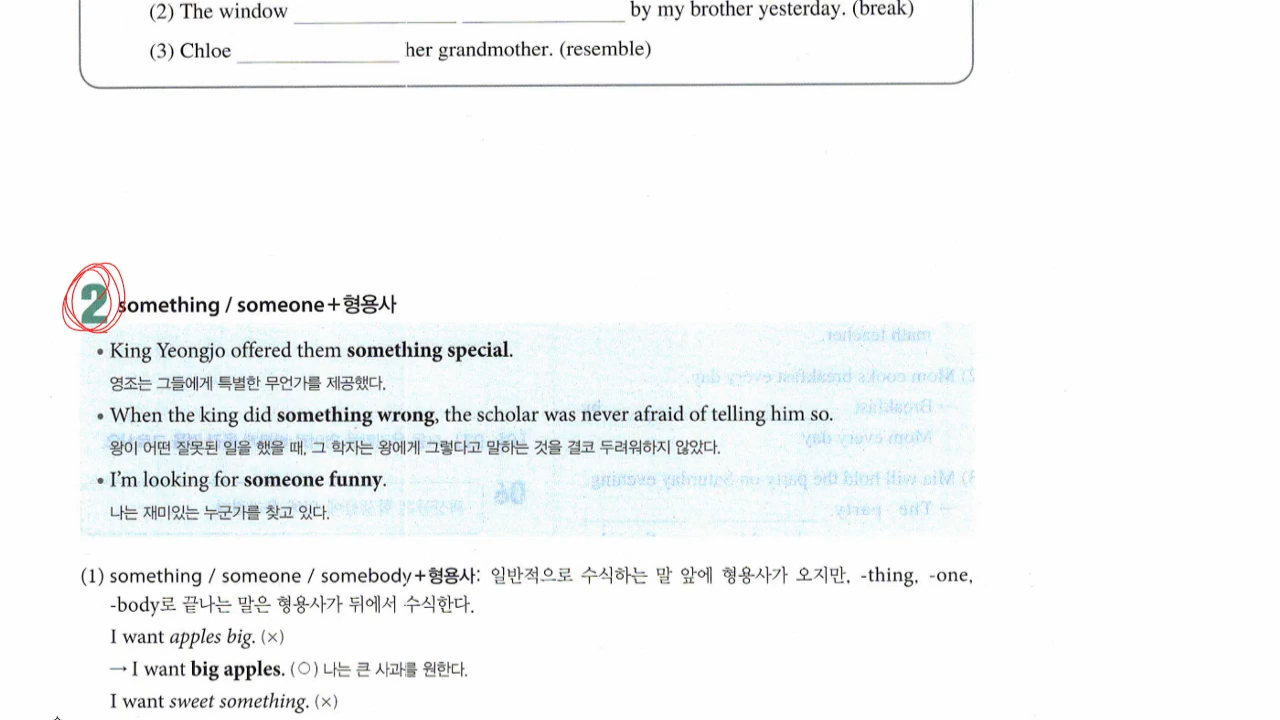 (2) The window ________ ________ by my brother yesterday. (break)
(3) Chloe ________ her grandmother. (resemble)
2 something / someone+형용사
• King Yeongjo offered them something special.
영조는 그들에게 특별한 무언가를 제공했다.
• When the king did something wrong, the scholar was never afraid of telling him so.
왕이 어떤 잘못된 일을 했을 때, 그 학자는 왕에게 그렇다고 말하는 것을 결코 두려워하지 않았다.
• I'm looking for someone funny.
나는 재미있는 누군가를 찾고 있다.
(1) something / someone / somebody+형용사: 일반적으로 수식하는 말 앞에 형용사가 오지만, -thing, -one,
-body로 끝나는 말은 형용사가 뒤에서 수식한다.
I want apples big. (×)
→ I want big apples. (○) 나는 큰 사과를 원한다.
I want sweet something. (×)